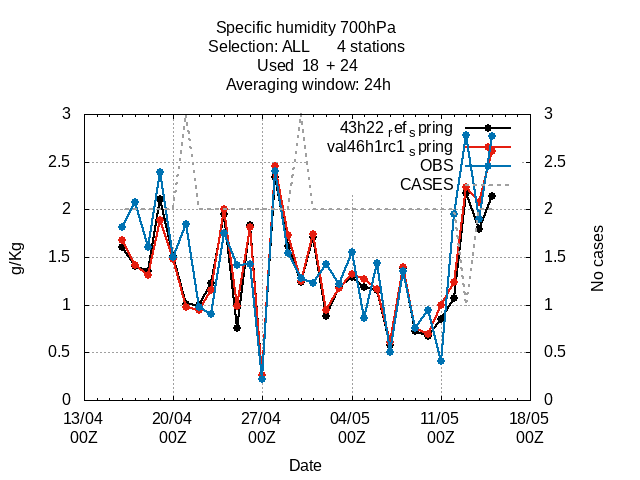 Specific humidity 700hPa
Selection: ALL 4 stations
Used 18 + 24
Averaging window: 24h
43h22 refspring
val46h1rc1 spring
OBS
CASES
3 3
2.5 2.5
2 2
1.5 1.5
1 1
0.5 0.5
0 0
g/Kg
No cases
13/04 20/04 27/04 04/05 11/05 18/05
00Z 00Z 00Z 00Z 00Z 00Z
Date